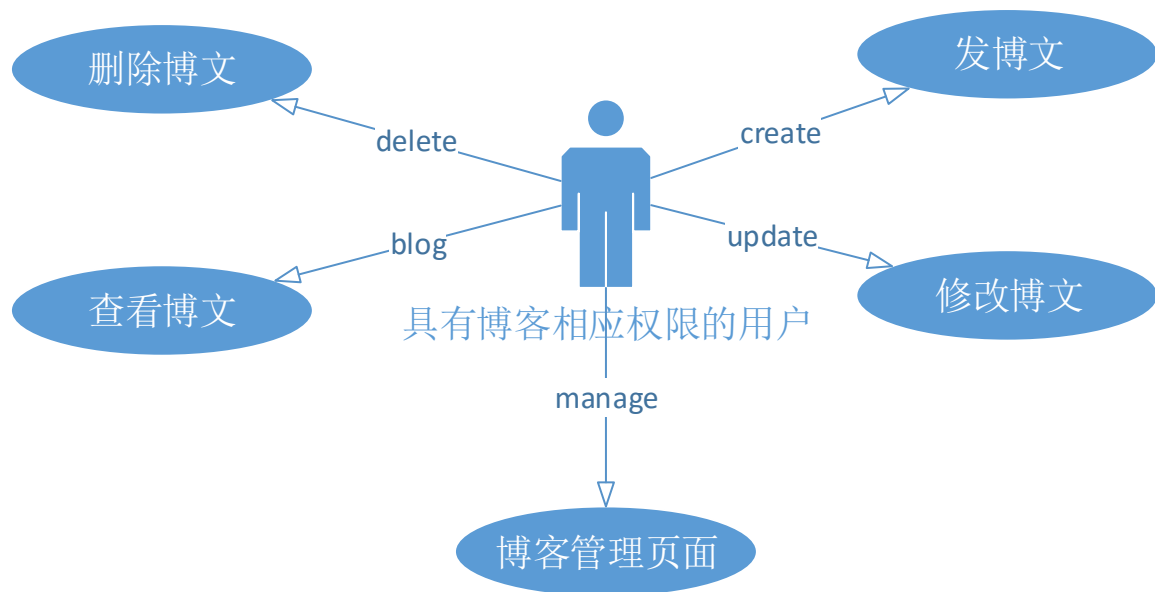 删除博文
发博文
delete
create
blog
update
查看博文
修改博文
具有博客相应权限的用户
manage
博客管理页面